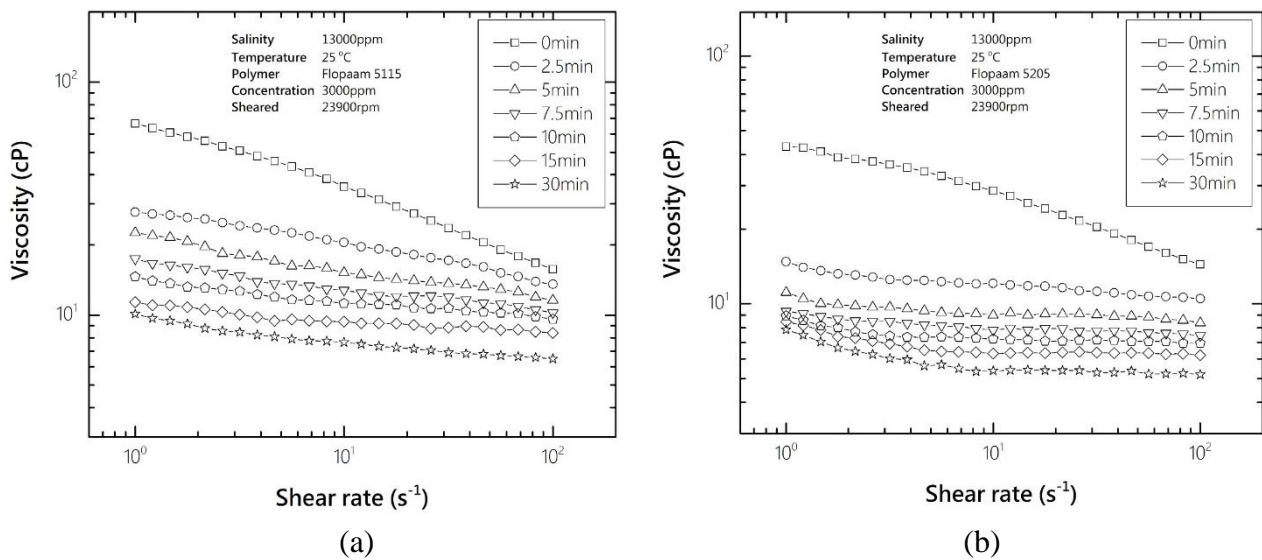 Salinity 13000ppm
Temperature 25 °C
Polymer Flopaam 5115
Concentration 3000ppm
Sheared 23900rpm
0min
2.5min
5min
7.5min
10min
15min
30min
10²
10¹
Viscosity (cP)
10⁰ 10¹ 10²
Shear rate (s⁻¹)
(a)
Salinity 13000ppm
Temperature 25 °C
Polymer Flopaam 5205
Concentration 3000ppm
Sheared 23900rpm
0min
2.5min
5min
7.5min
10min
15min
30min
10²
10¹
Viscosity (cP)
10⁰ 10¹ 10²
Shear rate (s⁻¹)
(b)